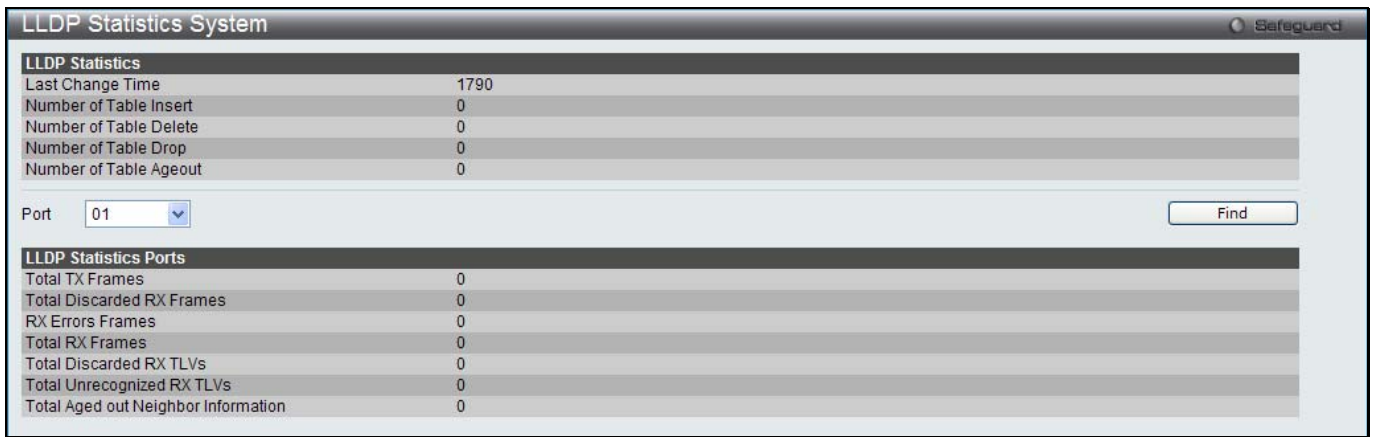 LLDP Statistics System
Safeguard
LLDP Statistics
Last Change Time 1790
Number of Table Insert 0
Number of Table Delete 0
Number of Table Drop 0
Number of Table Ageout 0
Port 01 Find
LLDP Statistics Ports
Total TX Frames 0
Total Discarded RX Frames 0
RX Errors Frames 0
Total RX Frames 0
Total Discarded RX TLVs 0
Total Unrecognized RX TLVs 0
Total Aged out Neighbor Information 0